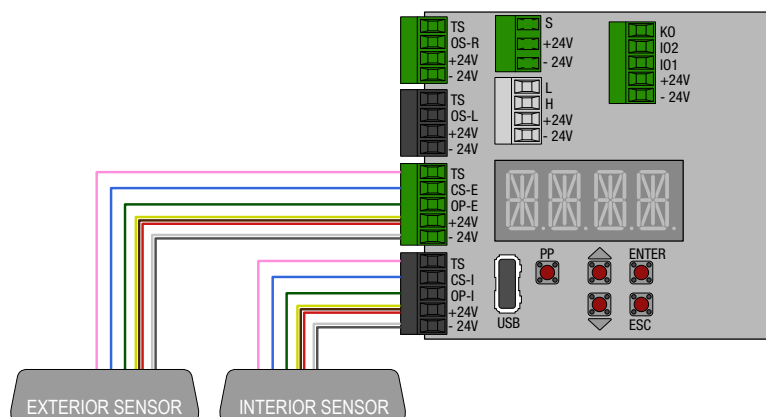 TS
OS-R
+24V
- 24V
S
+24V
- 24V
KO
IO2
IO1
+24V
- 24V
TS
OS-L
+24V
- 24V
L
H
+24V
- 24V
TS
CS-E
OP-E
+24V
- 24V
TS
CS-I
OP-I
+24V
- 24V
PP
ENTER
USB
ESC
EXTERIOR SENSOR
INTERIOR SENSOR